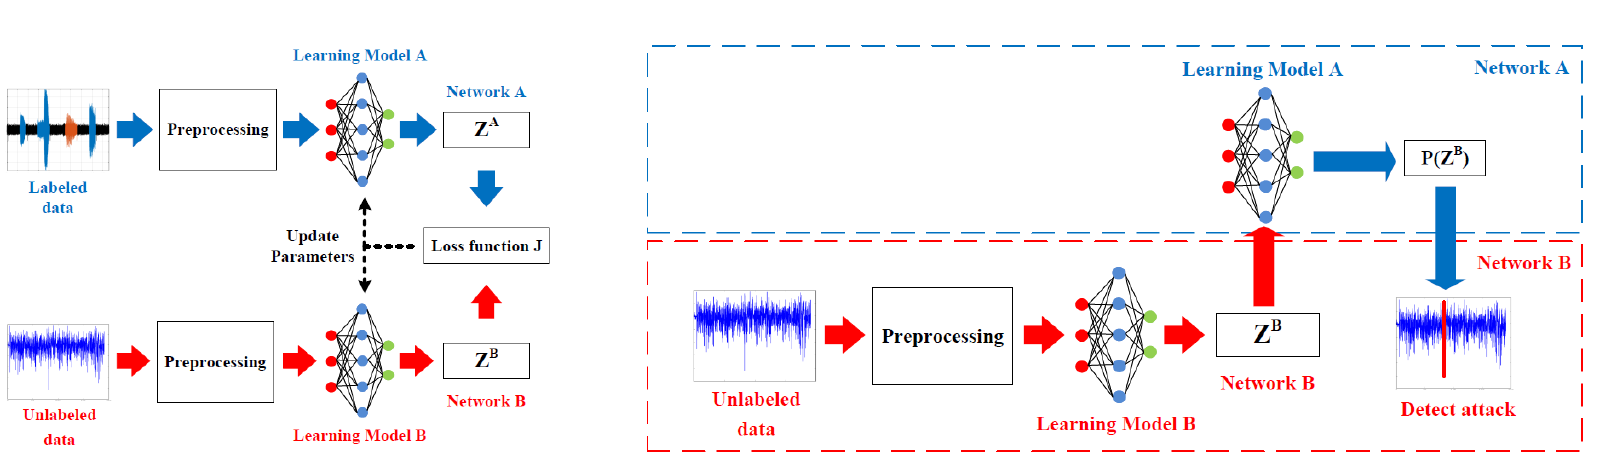 Learning Model A
Network A
Preprocessing
Z^A
Labeled
data
Update
Parameters
Loss function J
Preprocessing
Z^B
Unlabeled
data
Network B
Learning Model B
Network A
Learning Model A
P(Z^B)
Network B
Preprocessing
Z^B
Unlabeled
data
Learning Model B
Network B
Detect attack